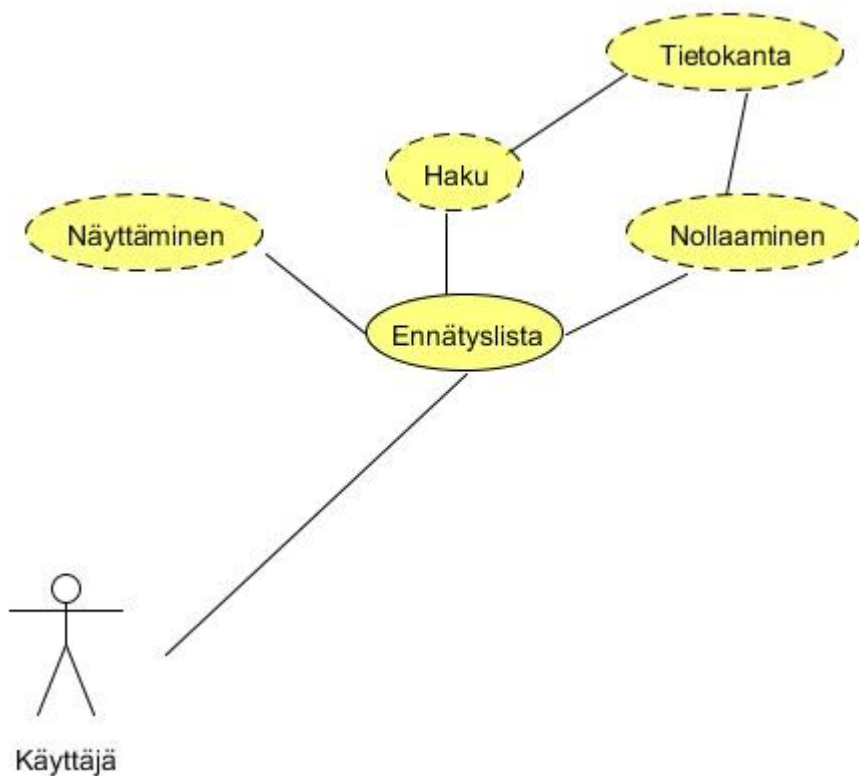 Tietokanta
Haku
Näyttäminen
Nollaaminen
Ennätyslista
Käyttäjä